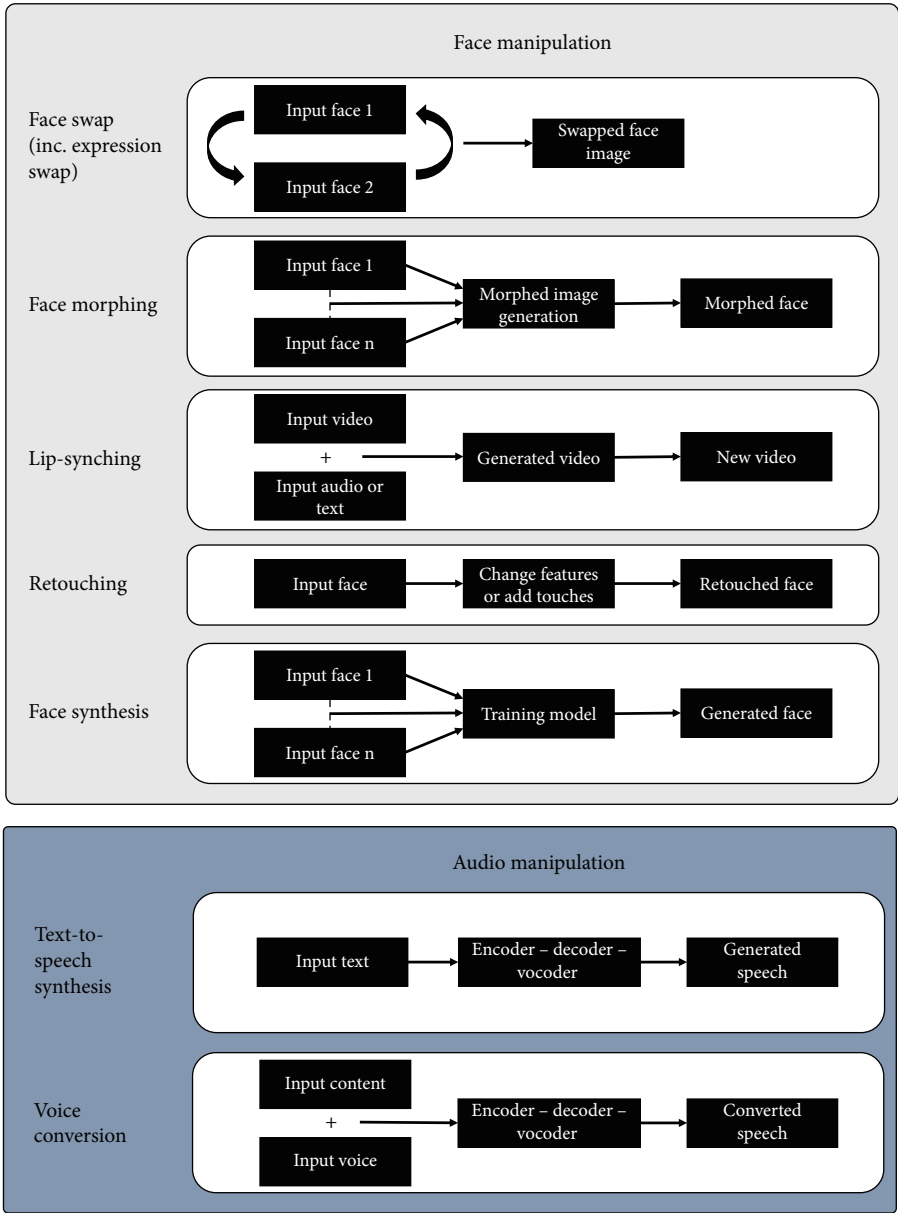 Face manipulation
Face swap
(inc. expression
swap)
Input face 1
Input face 2
Swapped face
image
Face morphing
Input face 1
Input face n
Morphed image
generation
Morphed face
Lip-synching
Input video
+
Input audio or
text
Generated video
New video
Retouching
Input face
Change features
or add touches
Retouched face
Face synthesis
Input face 1
Input face n
Training model
Generated face
Audio manipulation
Text-to-
speech
synthesis
Input text
Encoder – decoder –
vocoder
Generated
speech
Voice
conversion
Input content
+
Input voice
Encoder – decoder –
vocoder
Converted
speech